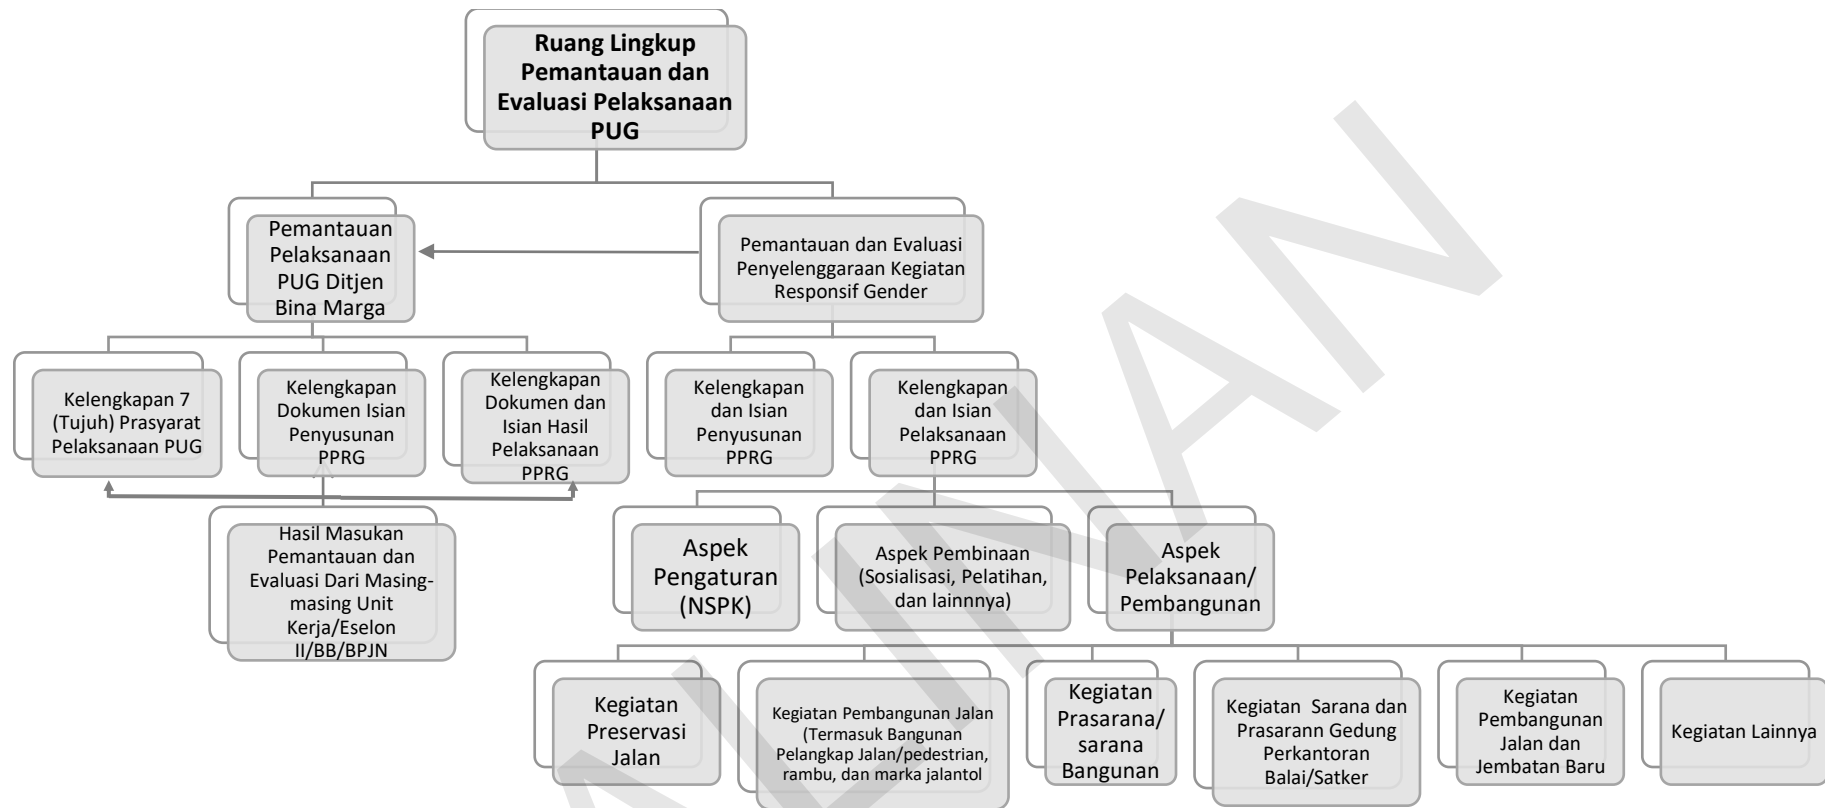 Ruang Lingkup
Pemantauan dan
Evaluasi Pelaksanaan
PUG
Pemantauan
Pelaksanaan
PUG Ditjen
Bina Marga
Pemantauan dan Evaluasi
Penyelenggaraan Kegiatan
Responsif Gender
Kelengkapan 7
(Tujuh) Prasyarat
Pelaksanaan PUG
Kelengkapan
Dokumen Isian
Penyusunan
PPRG
Kelengkapan
Dokumen dan
Isian Hasil
Pelaksanaan
PPRG
Kelengkapan
dan Isian
Penyusunan
PPRG
Kelengkapan
dan Isian
Pelaksanaan
PPRG
Hasil Masukan
Pemantauan dan
Evaluasi Dari Masing-
masing Unit
Kerja/Eselon
II/BB/BPJN
Aspek
Pengaturan
(NSPK)
Aspek Pembinaan
(Sosialisasi, Pelatihan,
dan lainnnya)
Aspek
Pelaksanaan/
Pembangunan
Kegiatan
Preservasi
Jalan
Kegiatan Pembangunan Jalan
(Termasuk Bangunan
Pelangkap Jalan/pedestrian,
rambu, dan marka jalantol
Kegiatan
Prasarana/
sarana
Bangunan
Kegiatan  Sarana dan
Prasarann Gedung
Perkantoran
Balai/Satker
Kegiatan
Pembangunan
Jalan dan
Jembatan Baru
Kegiatan Lainnya
ALINAN